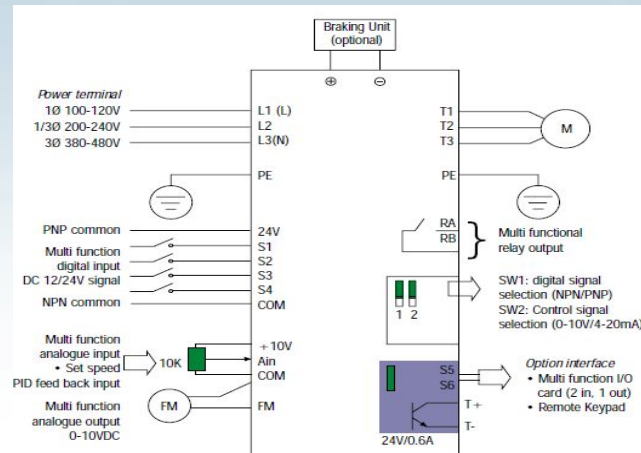 Braking Unit
(optional)
⊕ ⊖
Power terminal
1Ø 100-120V
1/3Ø 200-240V
3Ø 380-480V
L1 (L)
L2
L3(N)
PE
T1
T2
T3
M
PE
PNP common
Multi function
digital input
DC 12/24V signal
NPN common
24V
S1
S2
S3
S4
COM
RA
RB
Multi functional
relay output
1 2
SW1: digital signal
selection (NPN/PNP)
SW2: Control signal
selection (0-10V/4-20mA)
Multi function
analogue input
• Set speed
PID feed back input
10K
+10V
Ain
COM
Multi function
analogue output
0-10VDC
FM
FM
S5
S6
T+
T-
24V/0.6A
Option interface
• Multi function I/O
card (2 in, 1 out)
• Remote Keypad